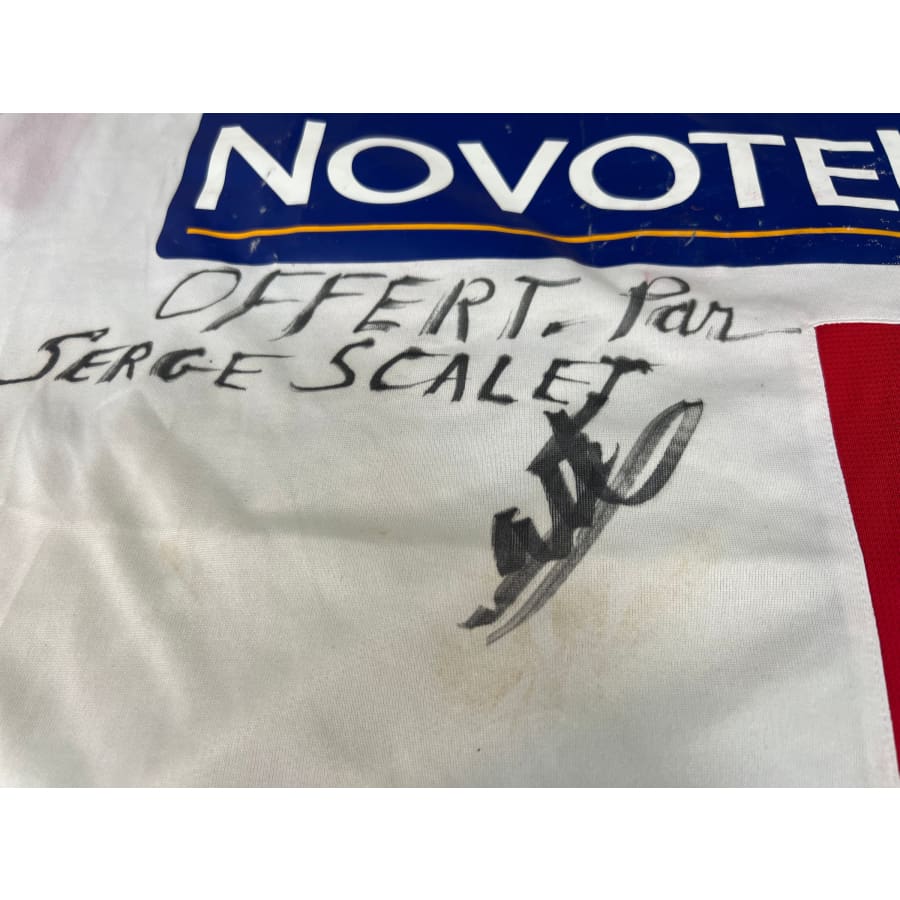 NOVOTEL
OFFERT. Par
SERGE SCALET